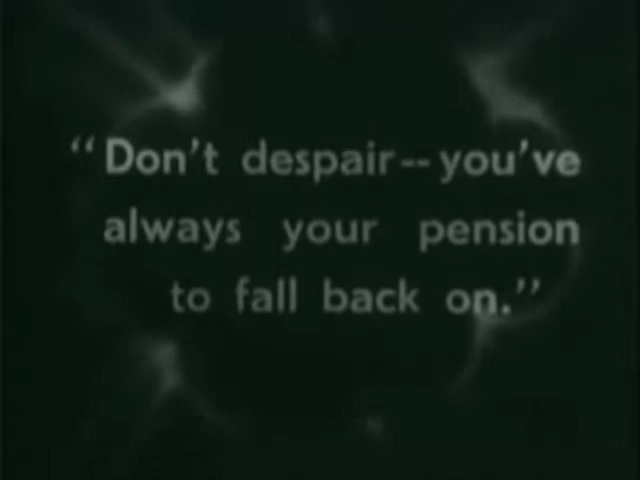 “Don't despair--you've
always your pension
to fall back on.”